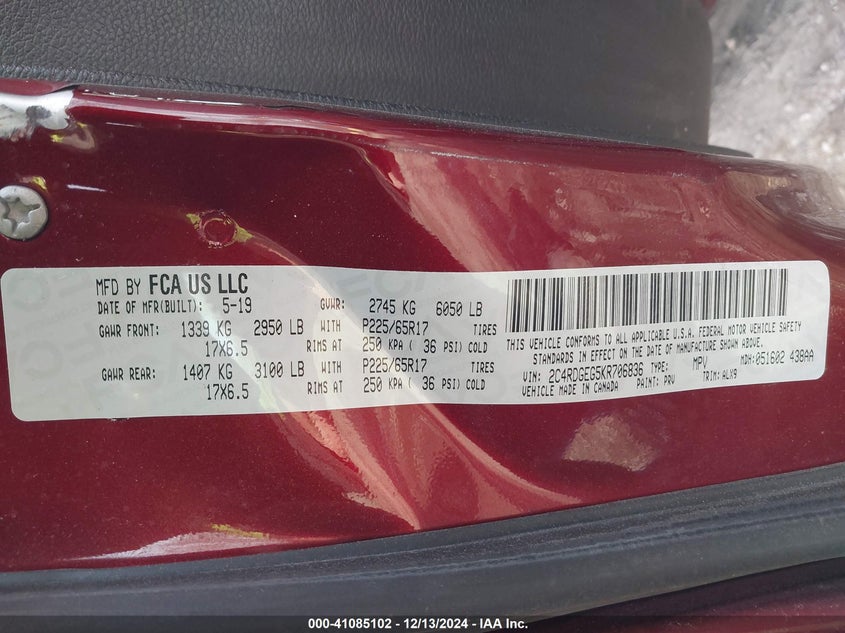 MFD BY FCA US LLC
DATE OF MFR(BUILT): 5-19 GVWR: 2745 KG 6050 LB
GAWR FRONT: 1339 KG 2950 LB WITH P225/65R17 TIRES
17X6.5 RIMS AT 250 KPA ( 36 PSI) COLD
GAWR REAR: 1407 KG 3100 LB WITH P225/65R17 TIRES
17X6.5 RIMS AT 250 KPA ( 36 PSI) COLD
THIS VEHICLE CONFORMS TO ALL APPLICABLE U.S.A. FEDERAL MOTOR VEHICLE SAFETY
STANDARDS IN EFFECT ON THE DATE OF MANUFACTURE SHOWN ABOVE.
VIN: 2C4RDGEG5KR706836 TYPE: MPV MDH: 051602 438AA
VEHICLE MADE IN CANADA PAINT: PRV TRIM: ALX9
000-41085102 - 12/13/2024 - IAA Inc.